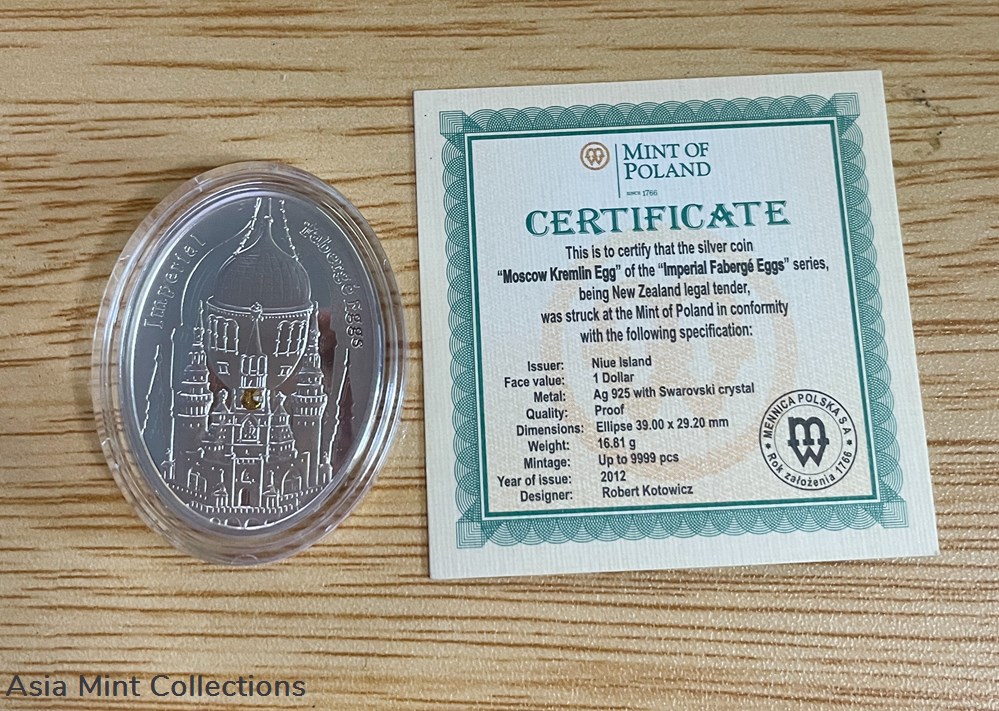 Imperial
Fabergé Eggs
MINT OF
POLAND
SINCE 1766
CERTIFICATE
This is to certify that the silver coin
“Moscow Kremlin Egg” of the “Imperial Fabergé Eggs” series,
being New Zealand legal tender,
was struck at the Mint of Poland in conformity
with the following specification:
Issuer: Niue Island
Face value: 1 Dollar
Metal: Ag 925 with Swarovski crystal
Quality: Proof
Dimensions: Ellipse 39.00 x 29.20 mm
Weight: 16.81 g
Mintage: Up to 9999 pcs
Year of issue: 2012
Designer: Robert Kotowicz
MENNICA POLSKA S.A.
Rok założenia 1766
Asia Mint Collections